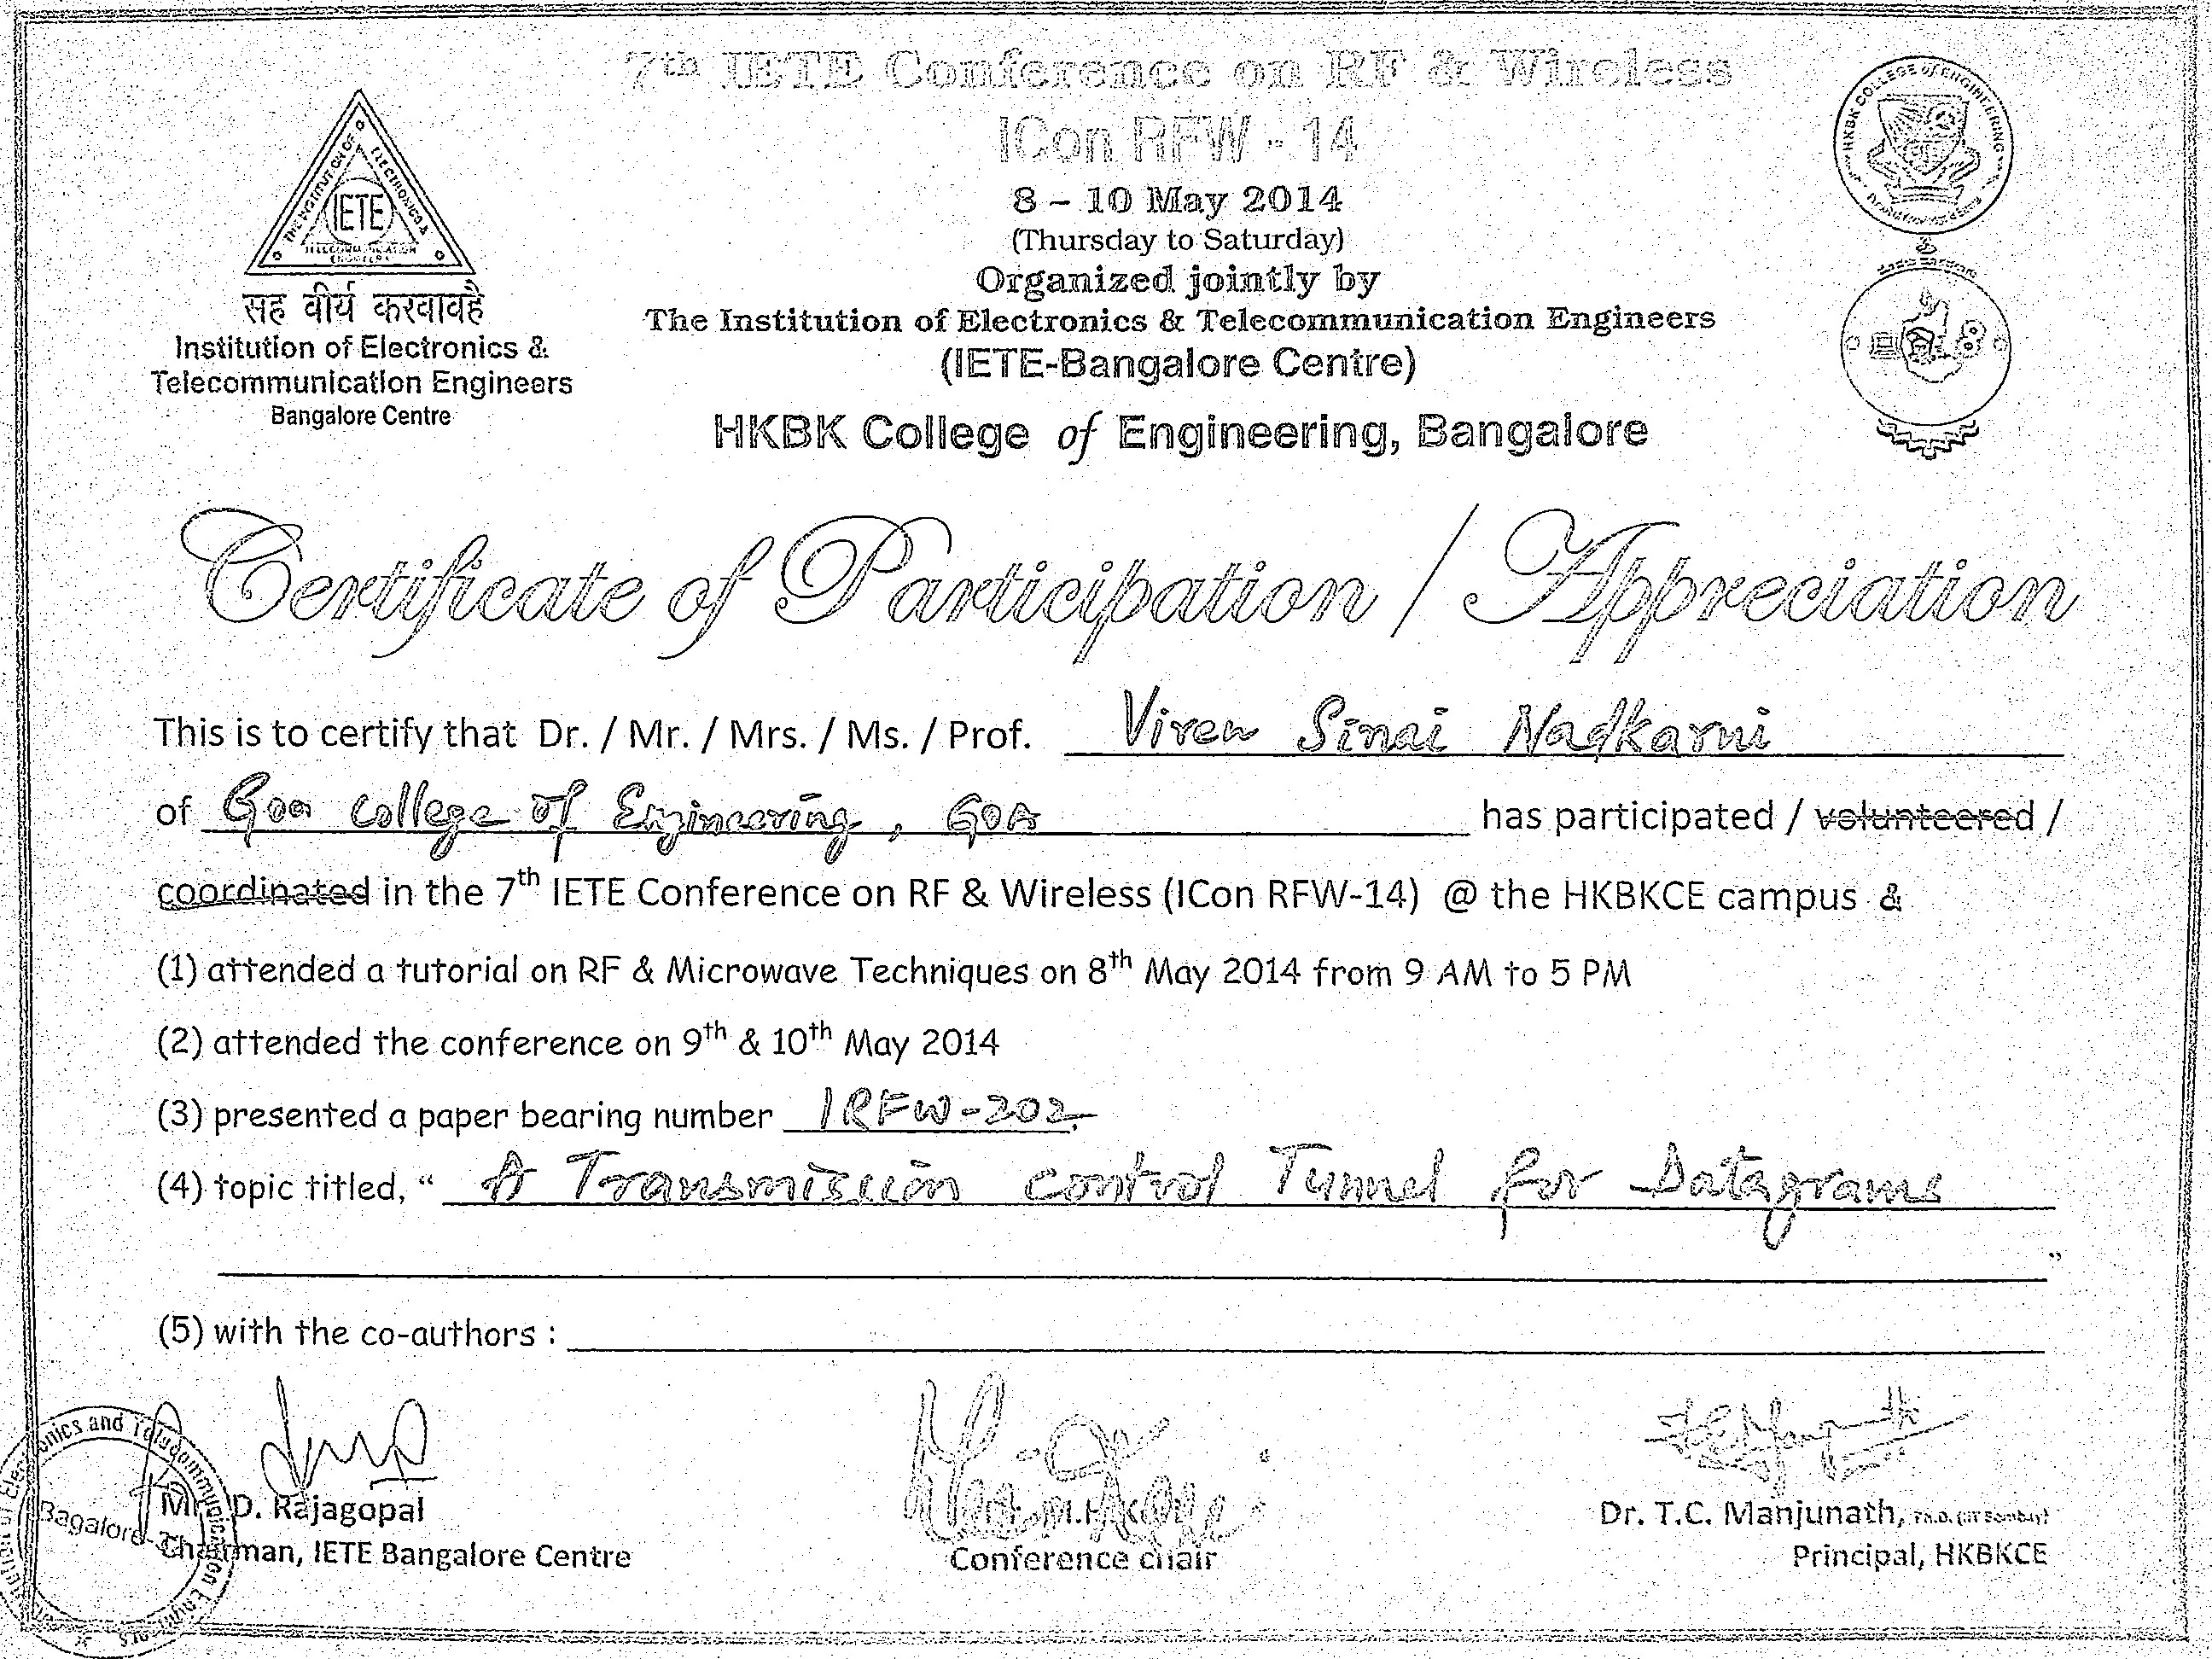 7th IETE Conference on RF & Wireless
ICon RFW - 14
8 – 10 May 2014
(Thursday to Saturday)
Organized jointly by
The Institution of Electronics & Telecommunication Engineers
(IETE-Bangalore Centre)
HKBK College of Engineering, Bangalore
THE INSTITUTION OF ELECTRONICS &
IETE
TELECOMMUNICATION
ENGINEERS
सह वीर्य करवावहै
Institution of Electronics &
Telecommunication Engineers
Bangalore Centre
HKBK COLLEGE of ENGINEERING
Certificate of Participation / Appreciation
This is to certify that Dr. / Mr. / Mrs. / Ms. / Prof. Viren Sinai Nadkarni
of Goa College of Engineering, GOA has participated / volunteered /
coordinated in the 7th IETE Conference on RF & Wireless (ICon RFW-14) @ the HKBKCE campus &
(1) attended a tutorial on RF & Microwave Techniques on 8th May 2014 from 9 AM to 5 PM
(2) attended the conference on 9th & 10th May 2014
(3) presented a paper bearing number IRFW-202
(4) topic titled, “ A Transmission control Tunnel for Datagrams
”
(5) with the co-authors :
Mr. D. Rajagopal
Chairman, IETE Bangalore Centre
Conference chair
Dr. T.C. Manjunath, Ph.D. (IIT Bombay)
Principal, HKBKCE